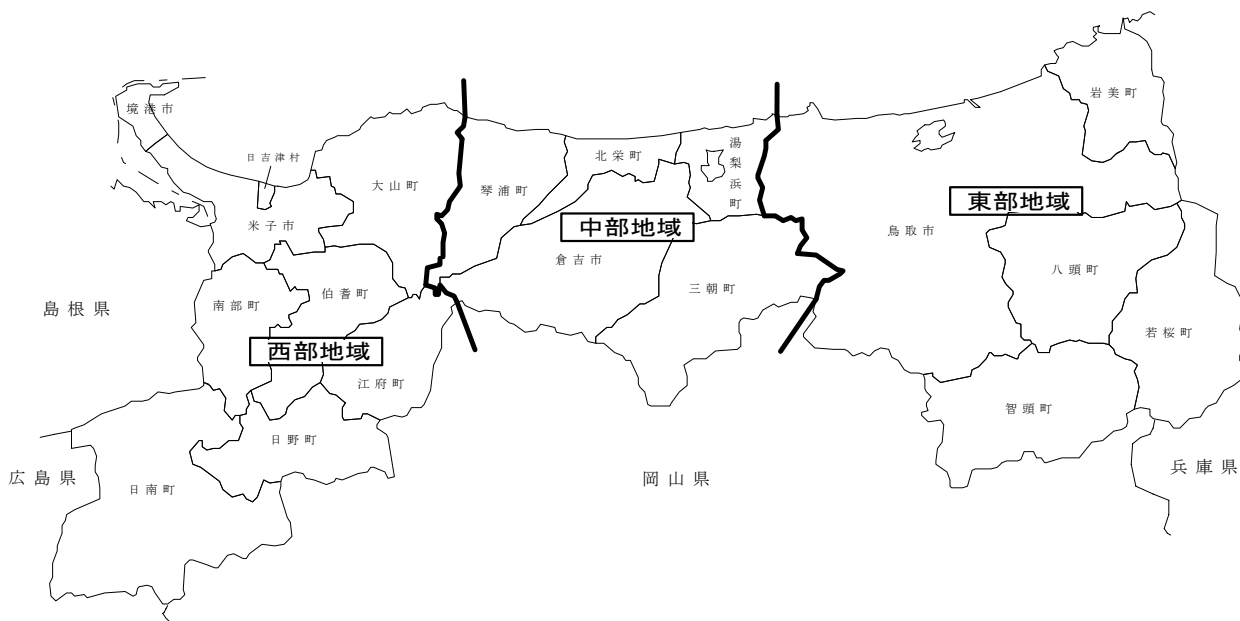 境港市
日吉津村
米子市
大山町
南部町
伯耆町
西部地域
江府町
日野町
日南町
琴浦町
北栄町
湯梨浜町
中部地域
倉吉市
三朝町
岩美町
東部地域
鳥取市
八頭町
若桜町
智頭町
島根県
広島県
岡山県
兵庫県